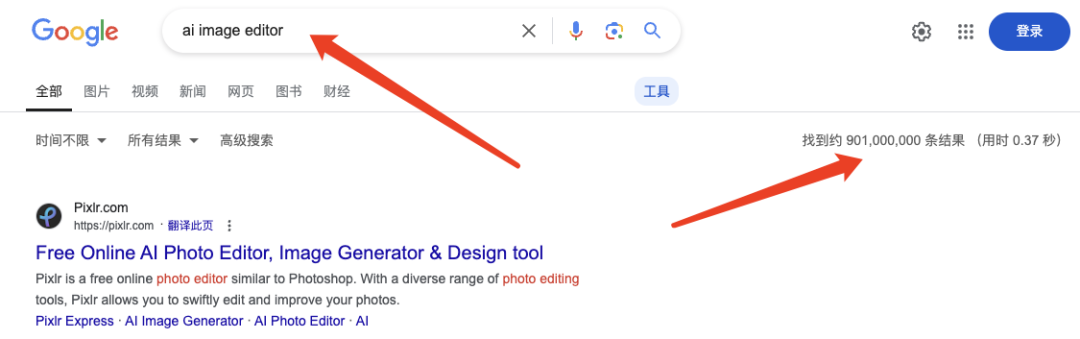 Google
ai image editor
登录
全部 图片 视频 新闻 网页 图书 财经 工具
时间不限 所有结果 高级搜索 找到约 901,000,000 条结果 （用时 0.37 秒）
Pixlr.com
https://pixlr.com · 翻译此页
Free Online AI Photo Editor, Image Generator & Design tool
Pixlr is a free online photo editor similar to Photoshop. With a diverse range of photo editing
tools, Pixlr allows you to swiftly edit and improve your photos.
Pixlr Express · AI Image Generator · AI Photo Editor · AI